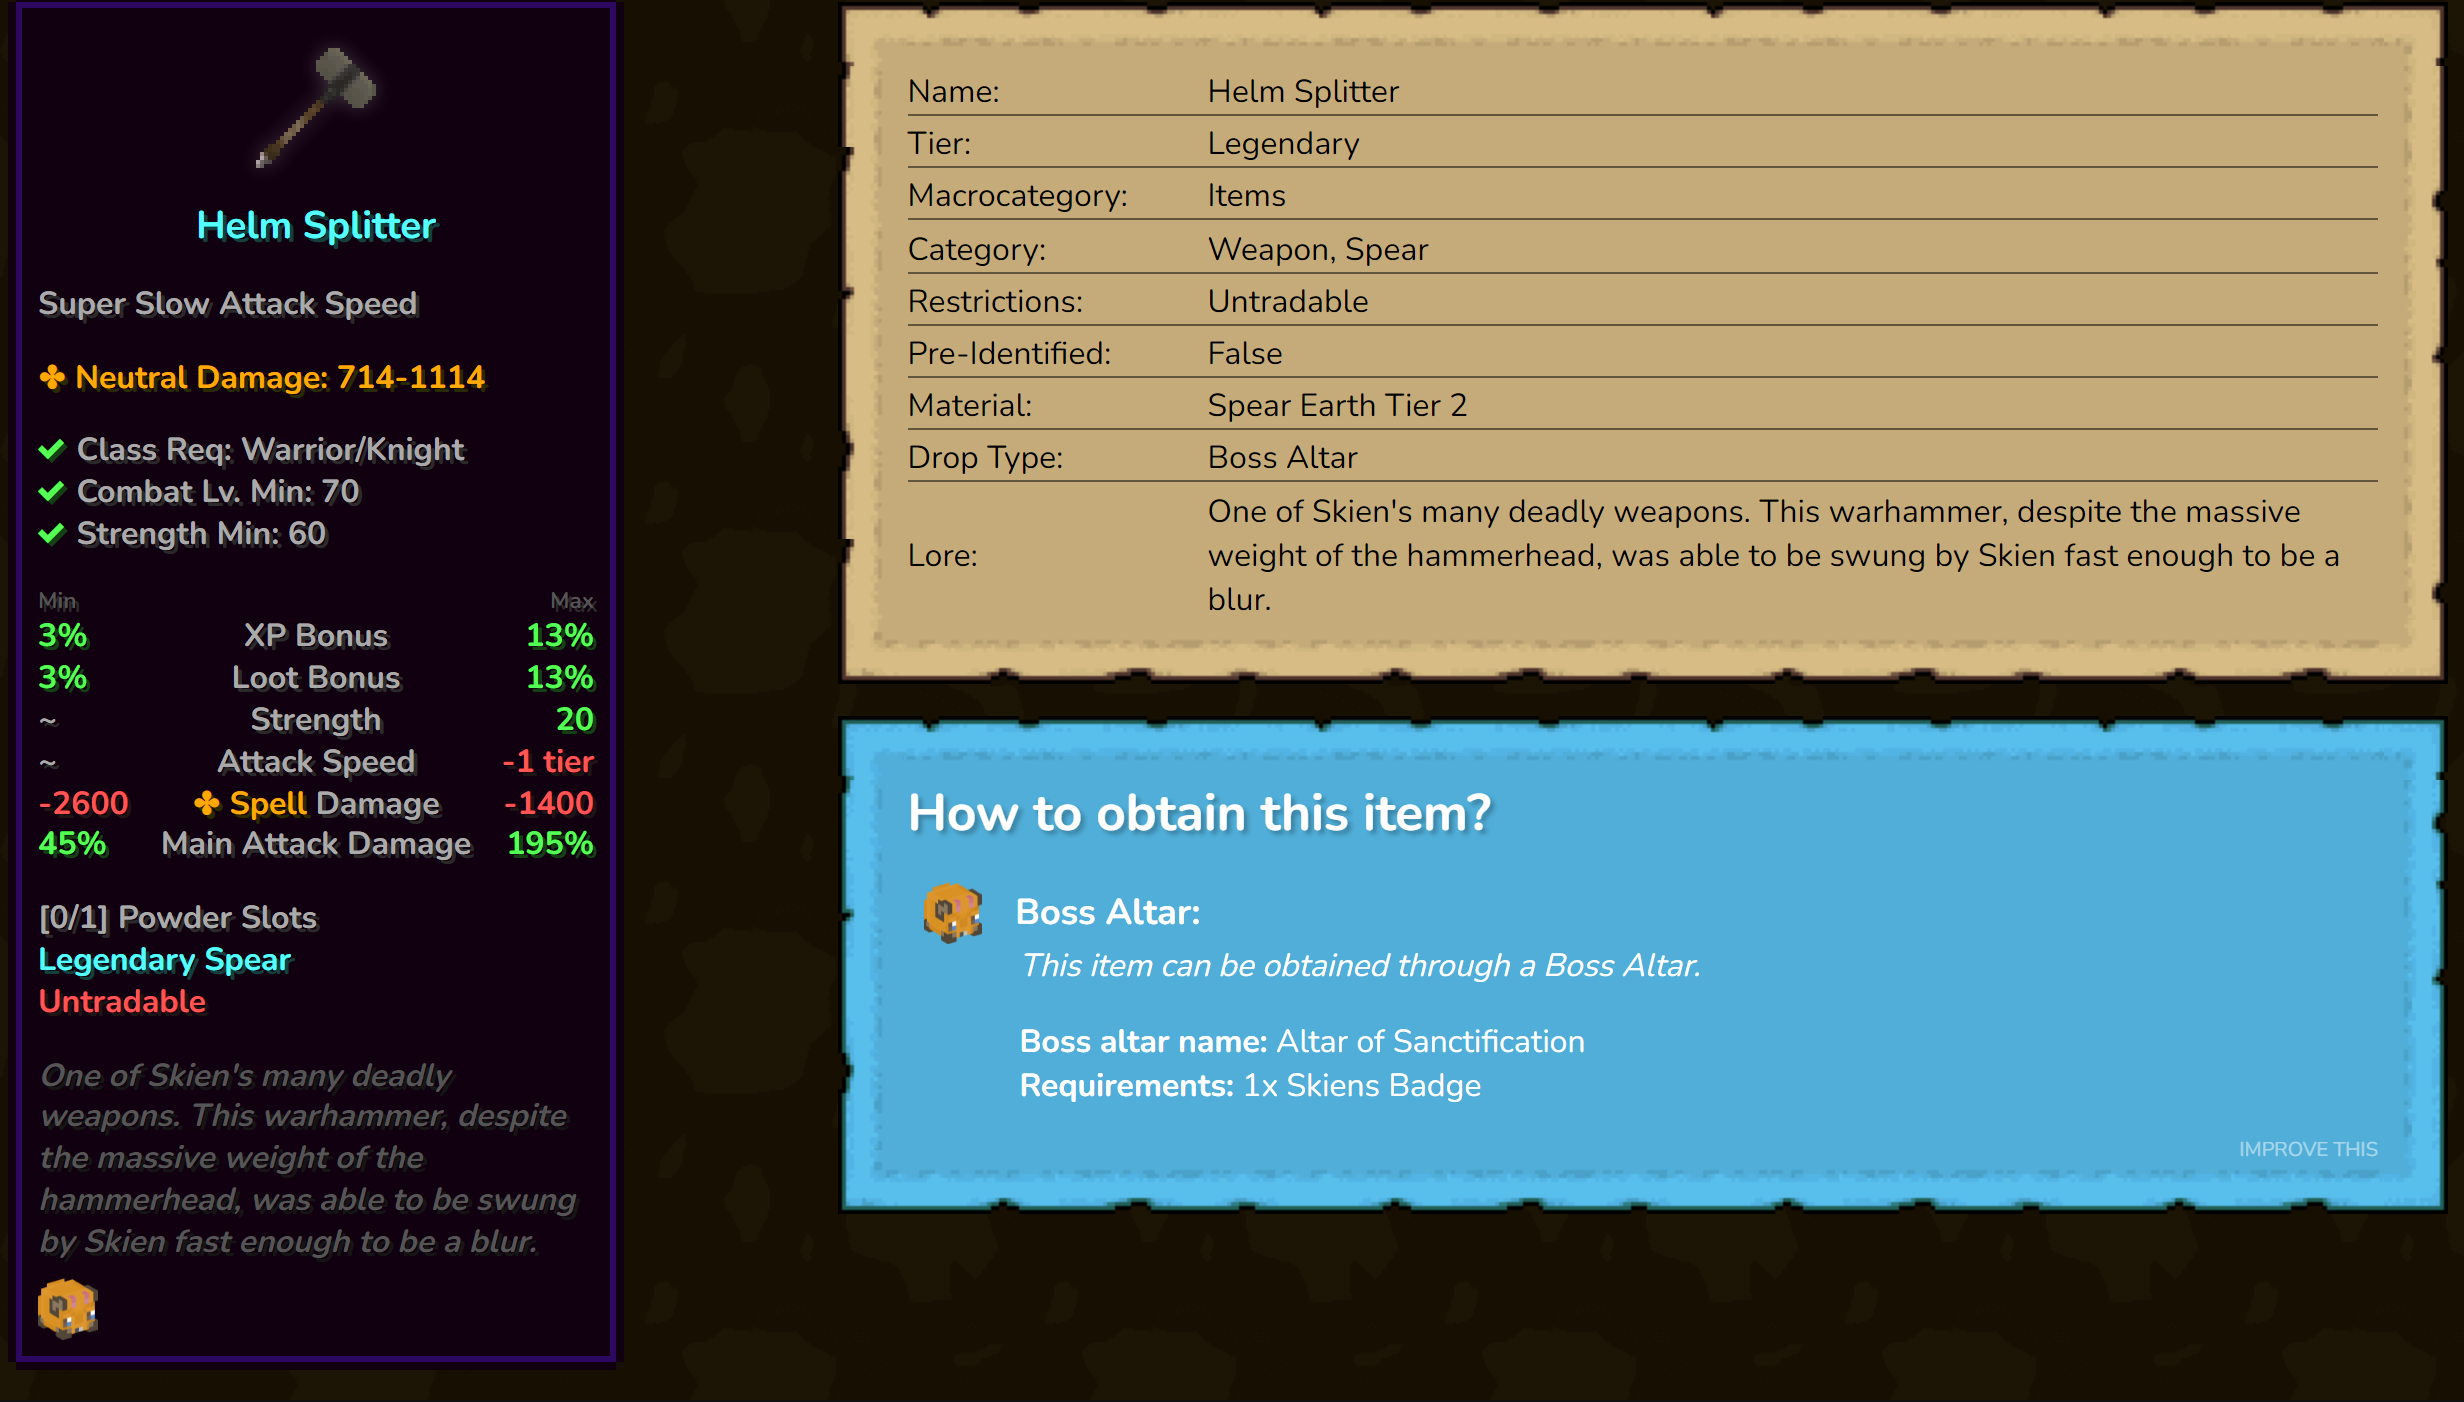 Helm Splitter
Super Slow Attack Speed
✤ Neutral Damage: 714-1114
✔ Class Req: Warrior/Knight
✔ Combat Lv. Min: 70
✔ Strength Min: 60
Min Max
3% XP Bonus 13%
3% Loot Bonus 13%
~ Strength 20
~ Attack Speed -1 tier
-2600 ✤ Spell Damage -1400
45% Main Attack Damage 195%
[0/1] Powder Slots
Legendary Spear
Untradable
One of Skien's many deadly
weapons. This warhammer, despite
the massive weight of the
hammerhead, was able to be swung
by Skien fast enough to be a blur.
Name: Helm Splitter
Tier: Legendary
Macrocategory: Items
Category: Weapon, Spear
Restrictions: Untradable
Pre-Identified: False
Material: Spear Earth Tier 2
Drop Type: Boss Altar
Lore: One of Skien's many deadly weapons. This warhammer, despite the massive
weight of the hammerhead, was able to be swung by Skien fast enough to be a
blur.
How to obtain this item?
Boss Altar:
This item can be obtained through a Boss Altar.
Boss altar name: Altar of Sanctification
Requirements: 1x Skiens Badge
IMPROVE THIS